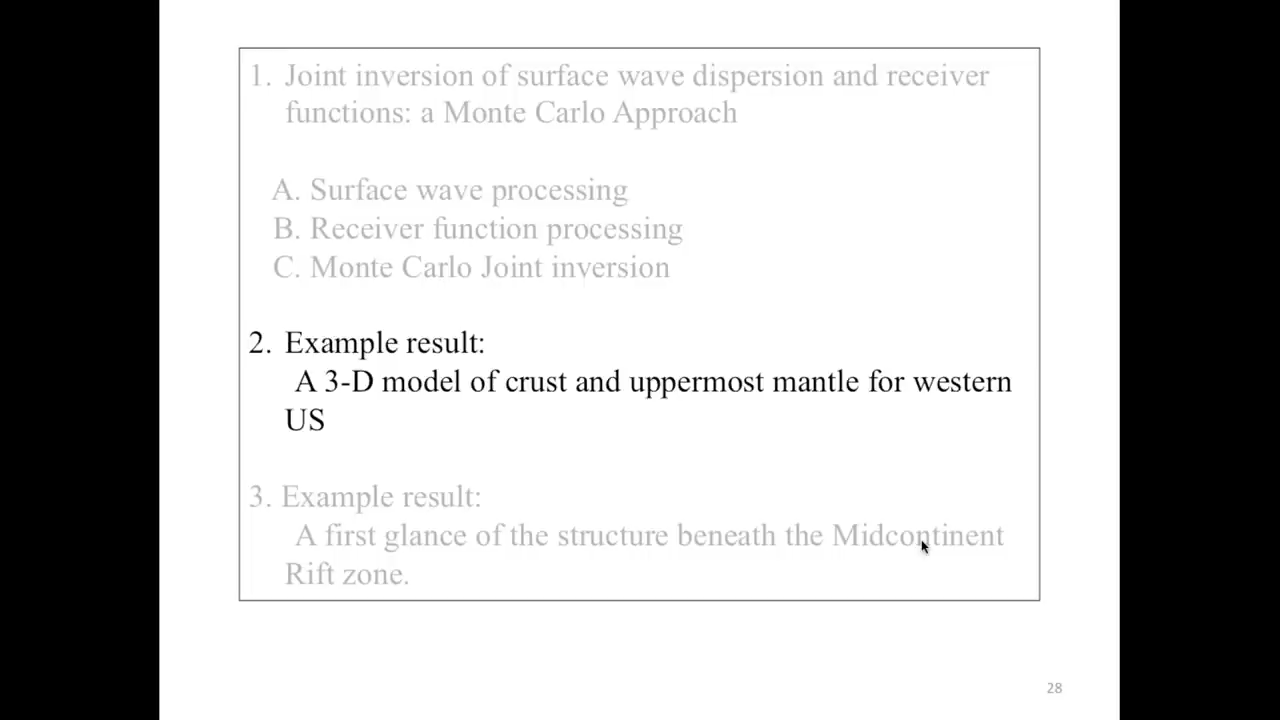 1. Joint inversion of surface wave dispersion and receiver
functions: a Monte Carlo Approach
A. Surface wave processing
B. Receiver function processing
C. Monte Carlo Joint inversion
2. Example result:
A 3-D model of crust and uppermost mantle for western
US
3. Example result:
A first glance of the structure beneath the Midcontinent
Rift zone.
28